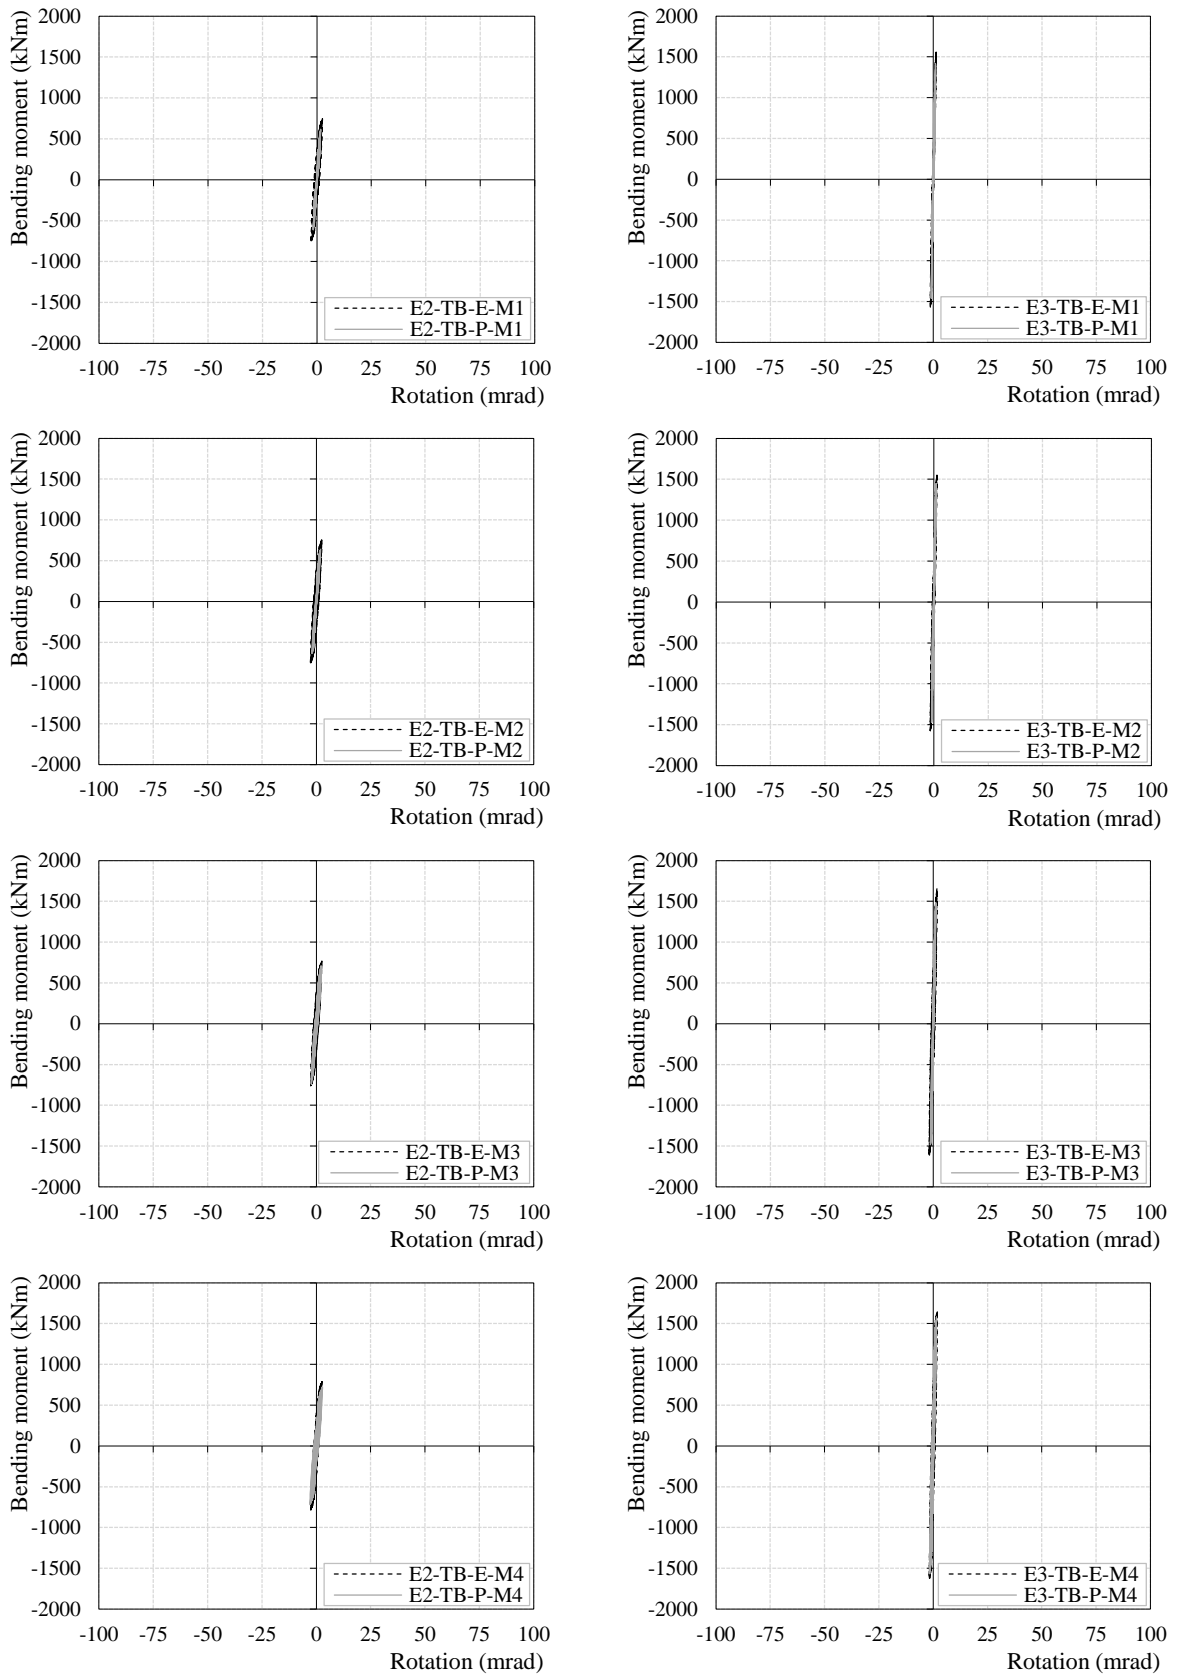 Bending moment (kNm)
2000
1500
1000
500
0
-500
-1000
-1500
-2000
E2-TB-E-M1
E2-TB-P-M1
-100 -75 -50 -25 0 25 50 75 100
Rotation (mrad)
Bending moment (kNm)
2000
1500
1000
500
0
-500
-1000
-1500
-2000
E3-TB-E-M1
E3-TB-P-M1
-100 -75 -50 -25 0 25 50 75 100
Rotation (mrad)
Bending moment (kNm)
2000
1500
1000
500
0
-500
-1000
-1500
-2000
E2-TB-E-M2
E2-TB-P-M2
-100 -75 -50 -25 0 25 50 75 100
Rotation (mrad)
Bending moment (kNm)
2000
1500
1000
500
0
-500
-1000
-1500
-2000
E3-TB-E-M2
E3-TB-P-M2
-100 -75 -50 -25 0 25 50 75 100
Rotation (mrad)
Bending moment (kNm)
2000
1500
1000
500
0
-500
-1000
-1500
-2000
E2-TB-E-M3
E2-TB-P-M3
-100 -75 -50 -25 0 25 50 75 100
Rotation (mrad)
Bending moment (kNm)
2000
1500
1000
500
0
-500
-1000
-1500
-2000
E3-TB-E-M3
E3-TB-P-M3
-100 -75 -50 -25 0 25 50 75 100
Rotation (mrad)
Bending moment (kNm)
2000
1500
1000
500
0
-500
-1000
-1500
-2000
E2-TB-E-M4
E2-TB-P-M4
-100 -75 -50 -25 0 25 50 75 100
Rotation (mrad)
Bending moment (kNm)
2000
1500
1000
500
0
-500
-1000
-1500
-2000
E3-TB-E-M4
E3-TB-P-M4
-100 -75 -50 -25 0 25 50 75 100
Rotation (mrad)